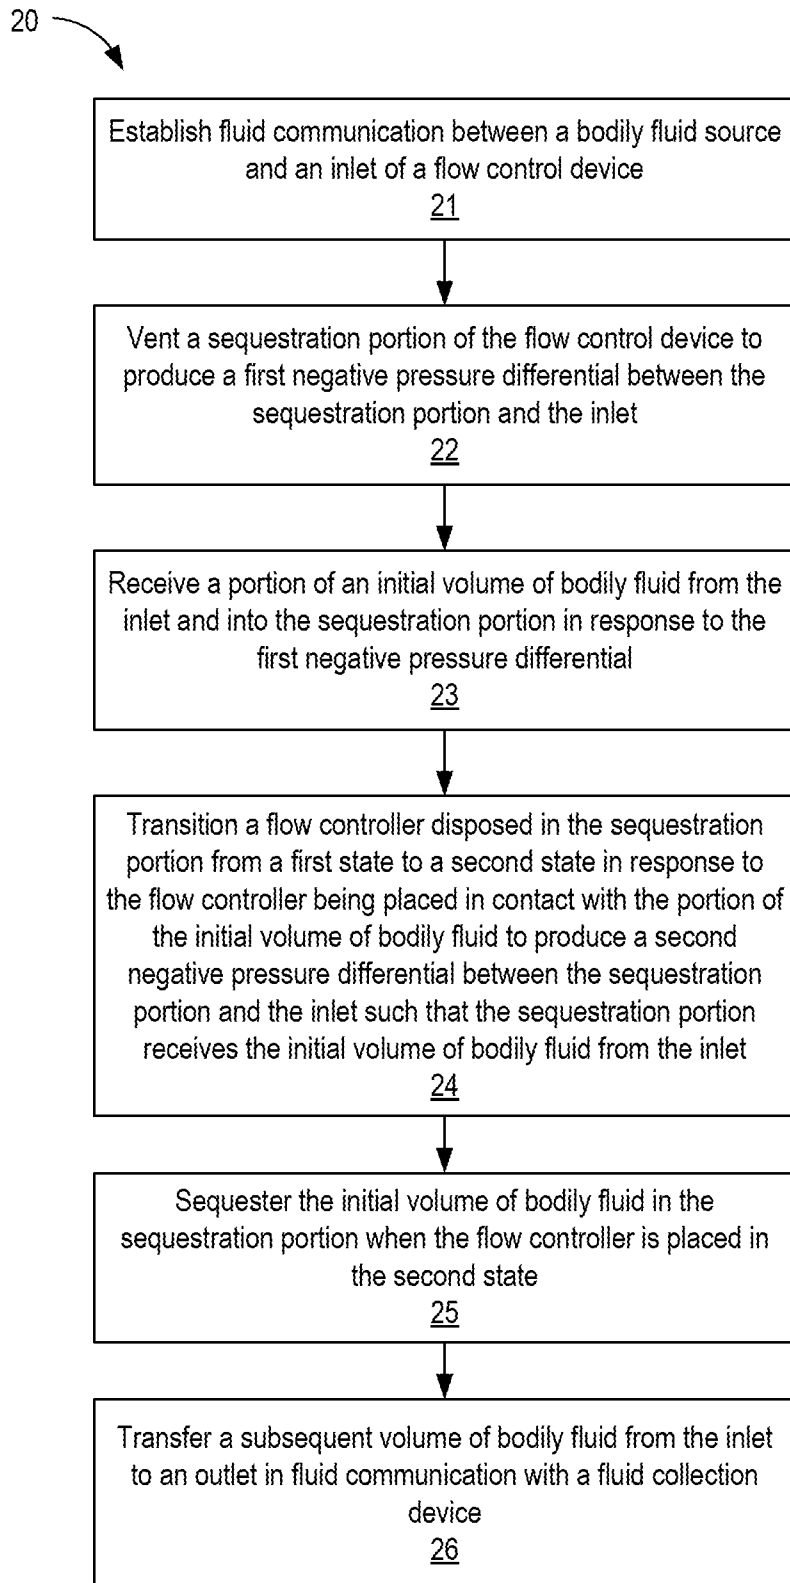 20
Establish fluid communication between a bodily fluid source
and an inlet of a flow control device
21
Vent a sequestration portion of the flow control device to
produce a first negative pressure differential between the
sequestration portion and the inlet
22
Receive a portion of an initial volume of bodily fluid from the
inlet and into the sequestration portion in response to the
first negative pressure differential
23
Transition a flow controller disposed in the sequestration
portion from a first state to a second state in response to
the flow controller being placed in contact with the portion of
the initial volume of bodily fluid to produce a second
negative pressure differential between the sequestration
portion and the inlet such that the sequestration portion
receives the initial volume of bodily fluid from the inlet
24
Sequester the initial volume of bodily fluid in the
sequestration portion when the flow controller is placed in
the second state
25
Transfer a subsequent volume of bodily fluid from the inlet
to an outlet in fluid communication with a fluid collection
device
26